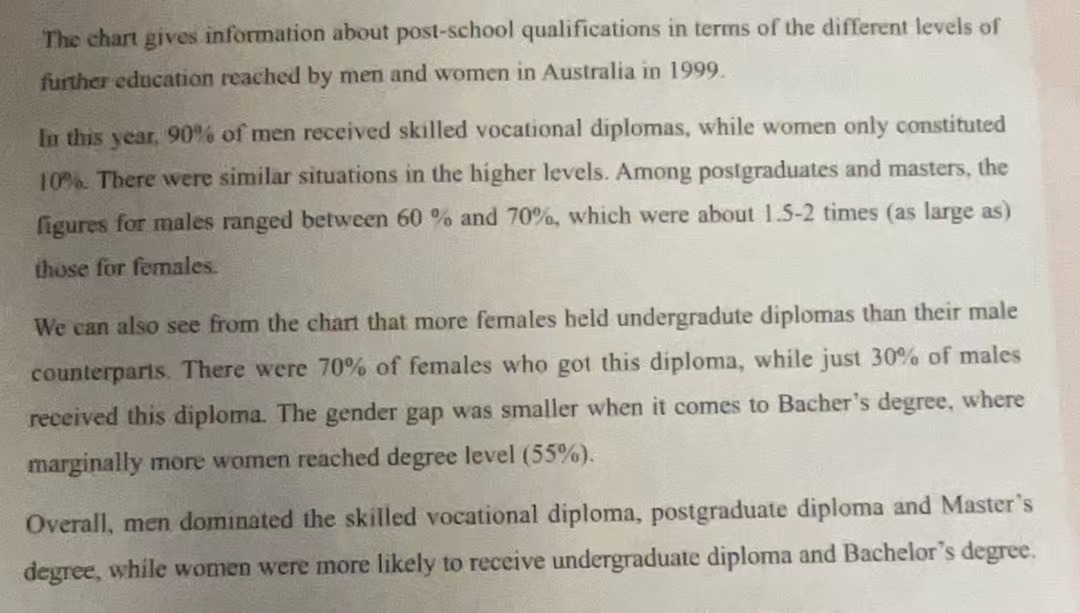 The chart gives information about post-school qualifications in terms of the different levels of
further education reached by men and women in Australia in 1999.
In this year, 90% of men received skilled vocational diplomas, while women only constituted
10%. There were similar situations in the higher levels. Among postgraduates and masters, the
figures for males ranged between 60 % and 70%, which were about 1.5-2 times (as large as)
those for females.
We can also see from the chart that more females held undergradute diplomas than their male
counterparts. There were 70% of females who got this diploma, while just 30% of males
received this diploma. The gender gap was smaller when it comes to Bacher's degree, where
marginally more women reached degree level (55%).
Overall, men dominated the skilled vocational diploma, postgraduate diploma and Master's
degree, while women were more likely to receive undergraduate diploma and Bachelor's degree.